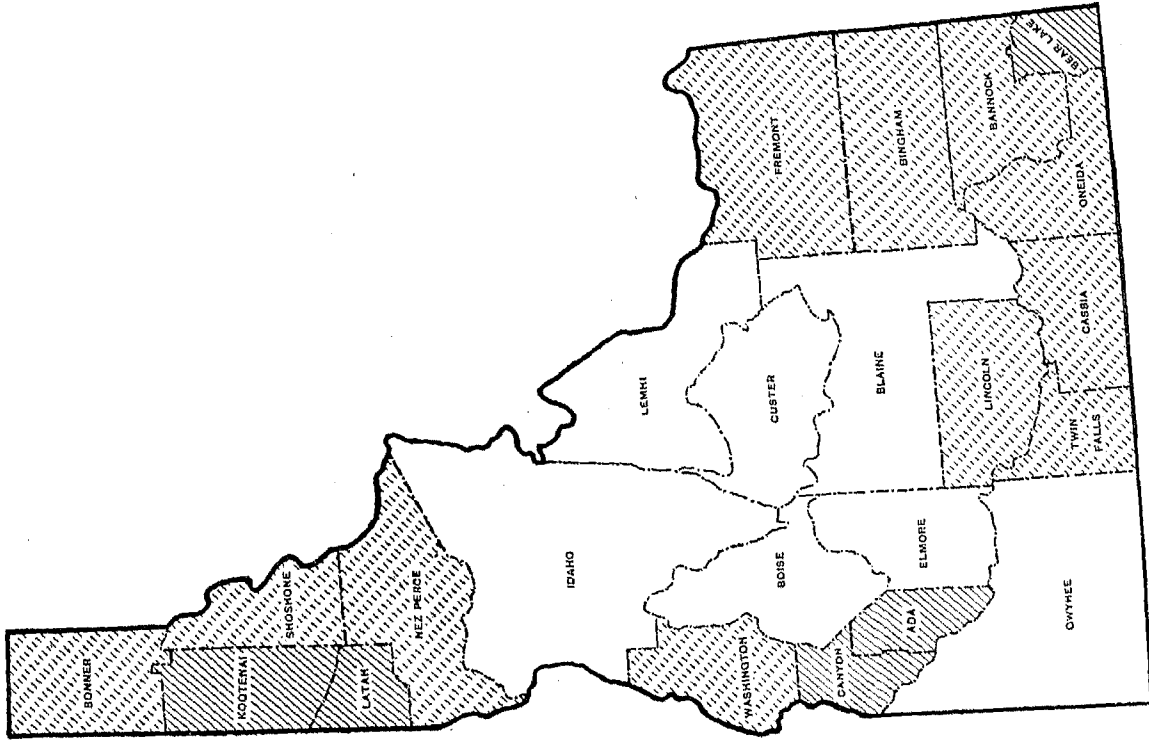 BONNER
KOOTENAI
SHOSHONE
LATAH
NEZ PERCE
IDAHO
LEMHI
WASHINGTON
BOISE
CUSTER
FREMONT
CANYON
ADA
ELMORE
BLAINE
BINGHAM
OWYHEE
LINCOLN
TWIN
FALLS
CASSIA
ONEIDA
BANNOCK
BEAR LAKE